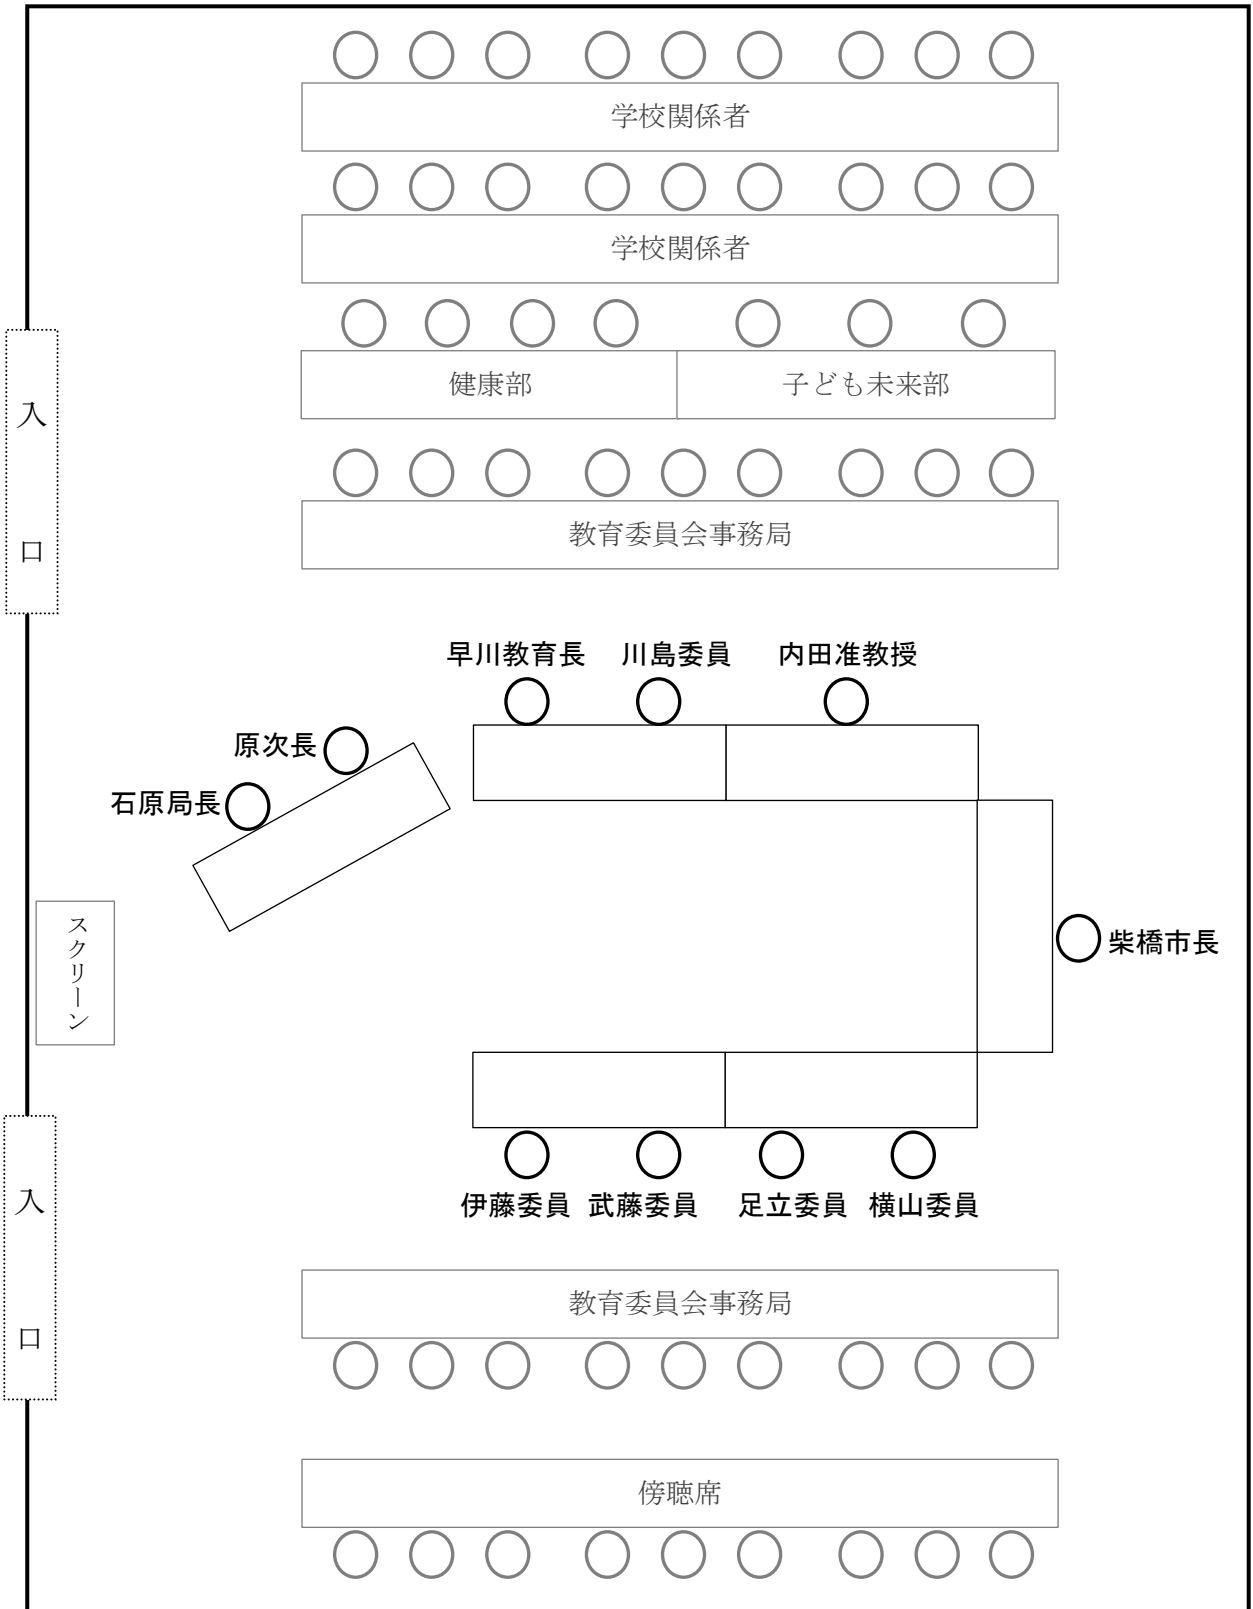 学校関係者
学校関係者
健康部
子ども未来部
入口
教育委員会事務局
早川教育長
川島委員
内田准教授
原次長
石原局長
スクリーン
柴橋市長
入口
伊藤委員
武藤委員
足立委員
横山委員
教育委員会事務局
傍聴席